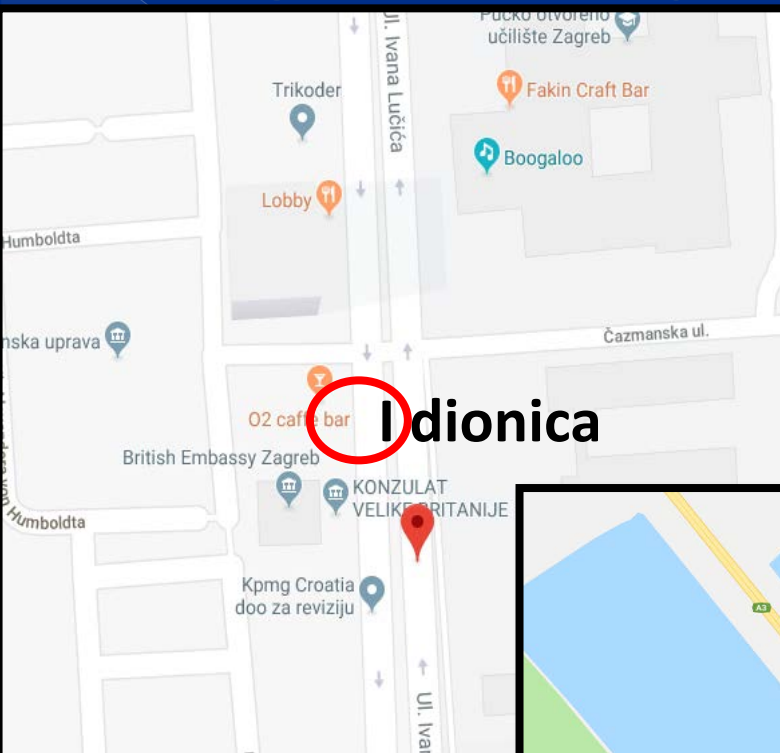 Pučko otvoreno
učilište Zagreb
Ul. Ivana Lučića
Trikoder
Fakin Craft Bar
Boogaloo
Lobby
Humboldta
Čazmanska ul.
nska uprava
I dionica
O2 caffe bar
British Embassy Zagreb
KONZULAT
VELIKE BRITANIJE
von
Humboldta
Kpmg Croatia
doo za reviziju
A3
Ul. Ivan